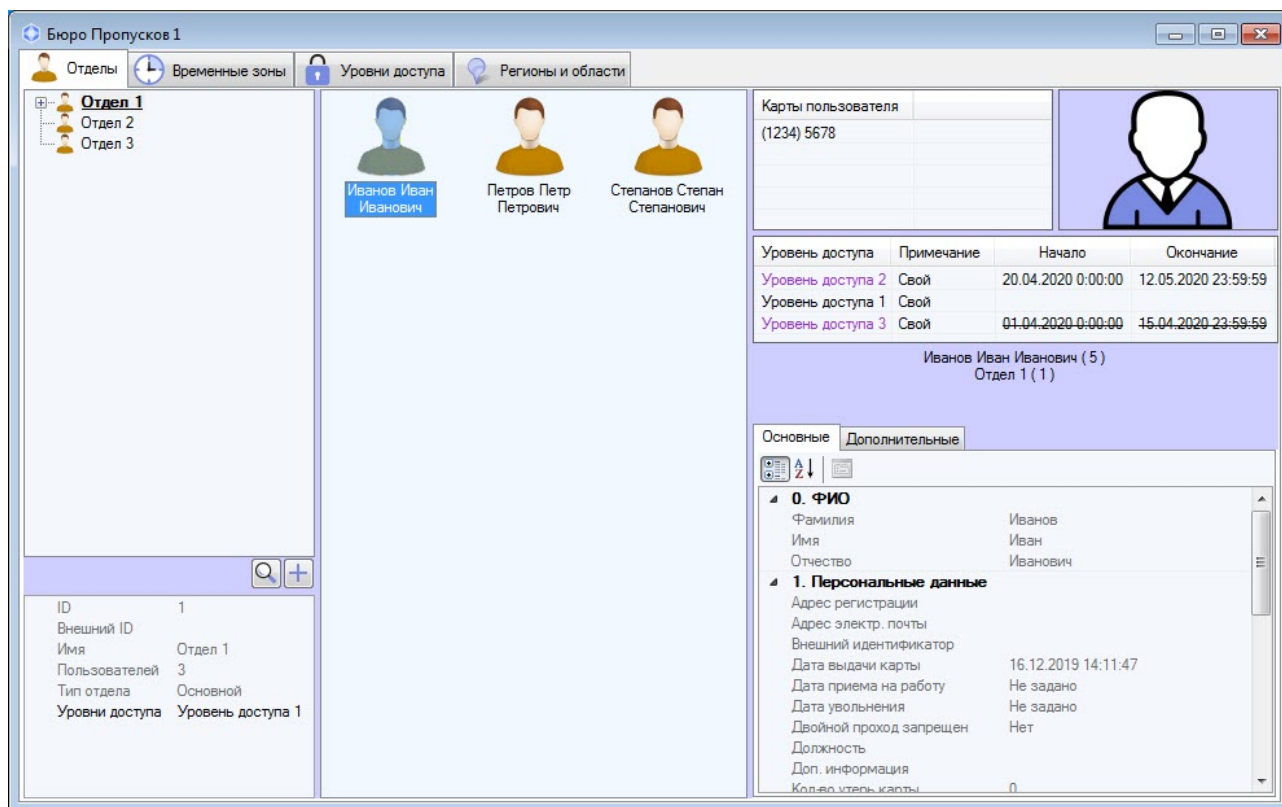 Бюро Пропусков 1
Отделы Временные зоны Уровни доступа Регионы и области
Отдел 1
Отдел 2
Отдел 3
Иванов Иван
Иванович
Петров Петр
Петрович
Степанов Степан
Степанович
Карты пользователя
(1234) 5678
Уровень доступа Примечание Начало Окончание
Уровень доступа 2 Свой 20.04.2020 0:00:00 12.05.2020 23:59:59
Уровень доступа 1 Свой
Уровень доступа 3 Свой 01.04.2020 0:00:00 15.04.2020 23:59:59
Иванов Иван Иванович ( 5 )
Отдел 1 ( 1 )
Основные Дополнительные
0. ФИО
Фамилия Иванов
Имя Иван
Отчество Иванович
1. Персональные данные
Адрес регистрации
Адрес электр. почты
Внешний идентификатор
Дата выдачи карты 16.12.2019 14:11:47
Дата приема на работу Не задано
Дата увольнения Не задано
Двойной проход запрещен Нет
Должность
Доп. информация
Кол-во утерь карты 0
ID 1
Внешний ID
Имя Отдел 1
Пользователей 3
Тип отдела Основной
Уровни доступа Уровень доступа 1